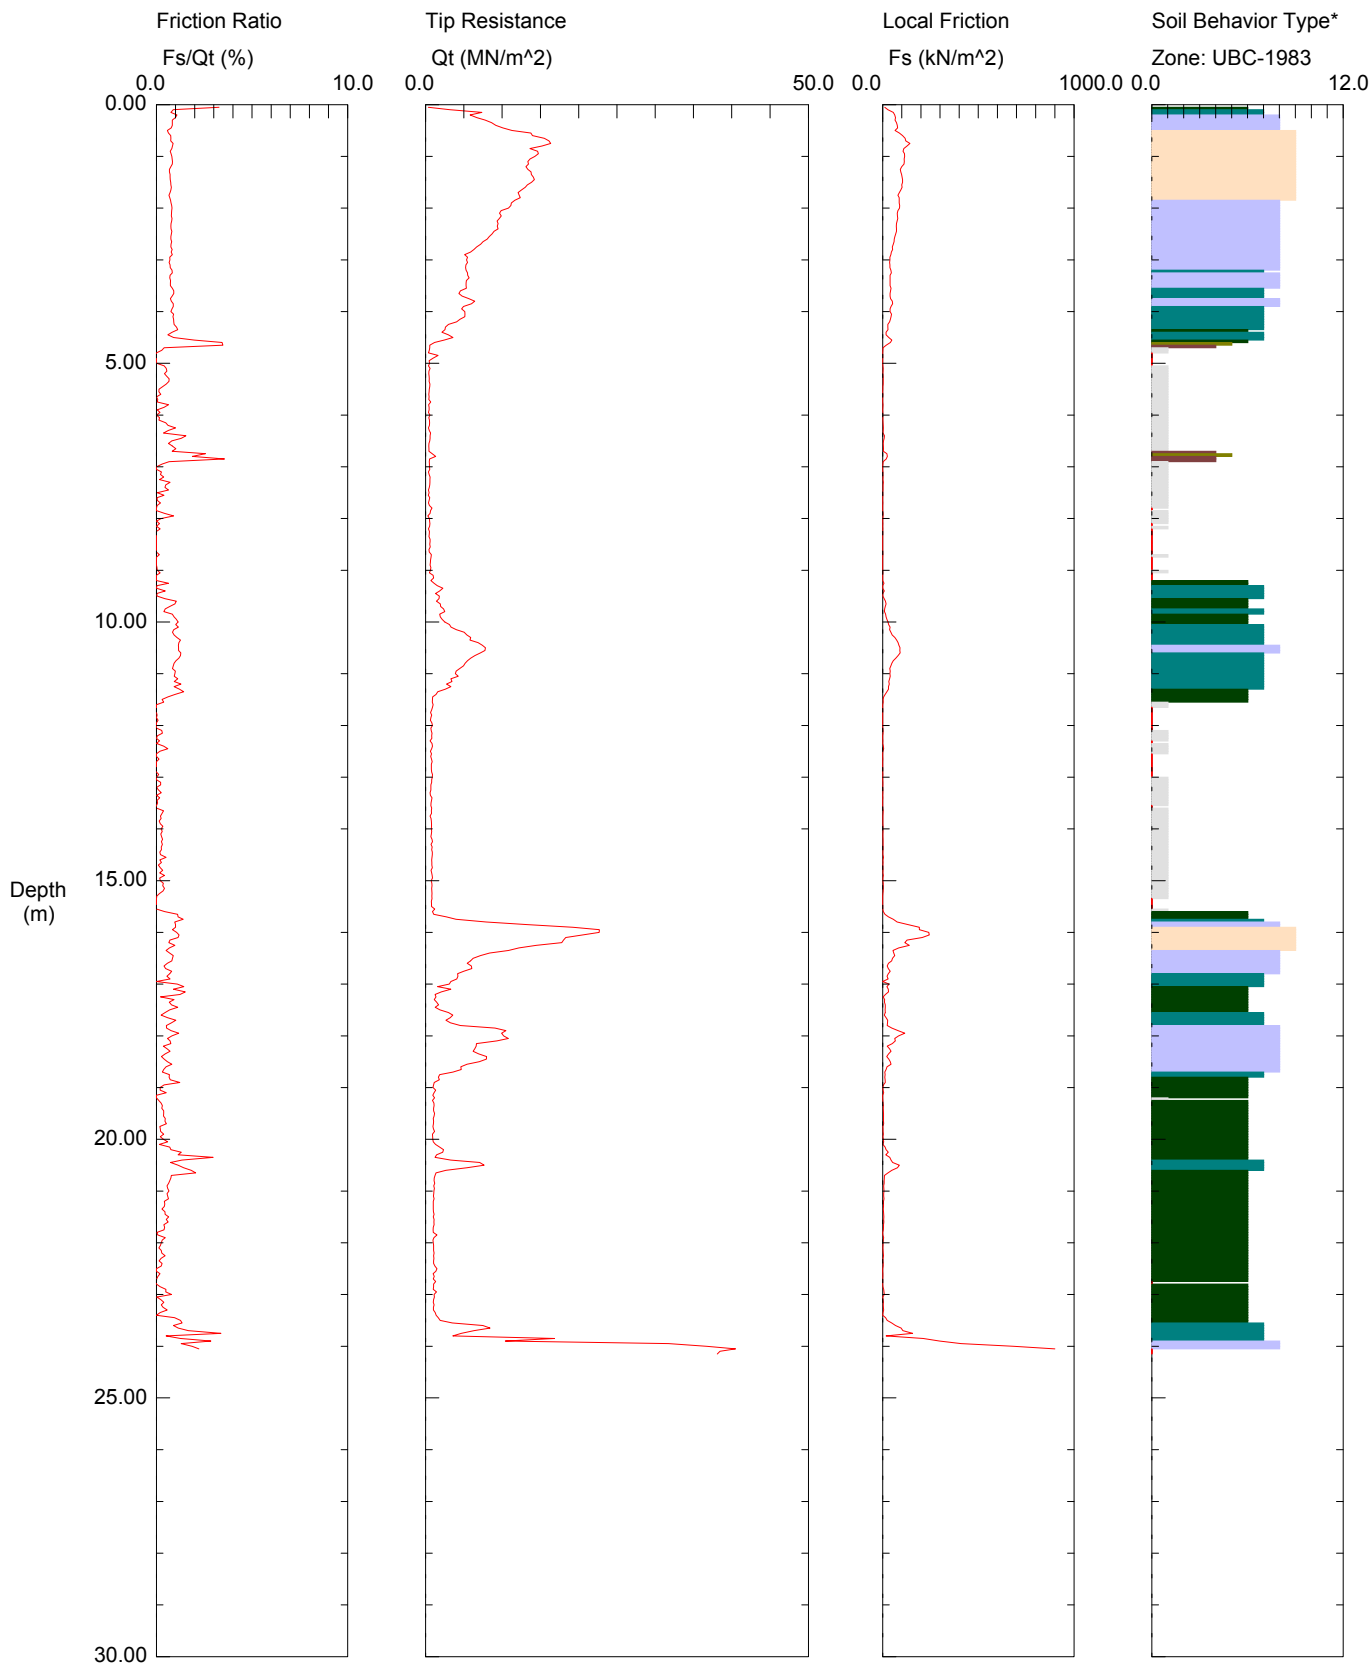 Friction Ratio
Tip Resistance
Local Friction
Soil Behavior Type*
Fs/Qt (%)
Qt (MN/m^2)
Fs (kN/m^2)
Zone: UBC-1983
0.0
10.0
0.0
50.0
0.0
1000.0
0.0
12.0
0.00
5.00
10.00
15.00
Depth
(m)
20.00
25.00
30.00